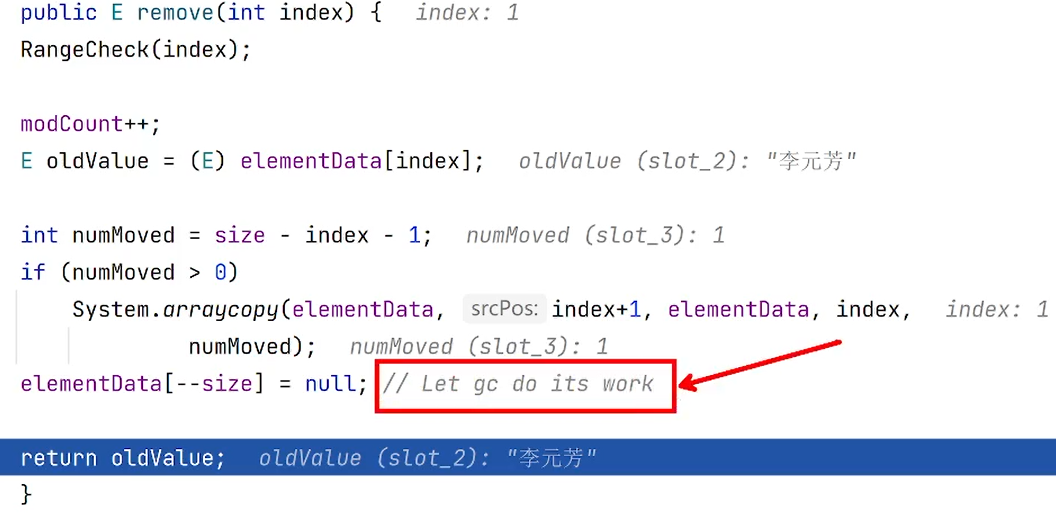 public E remove(int index) {   index: 1
RangeCheck(index);
modCount++;
E oldValue = (E) elementData[index];   oldValue (slot_2): "李元芳"
int numMoved = size - index - 1;   numMoved (slot_3): 1
if (numMoved > 0)
System.arraycopy(elementData, srcPos: index+1, elementData, index,   index: 1
numMoved);   numMoved (slot_3): 1
elementData[--size] = null; // Let gc do its work
return oldValue;   oldValue (slot_2): "李元芳"
}